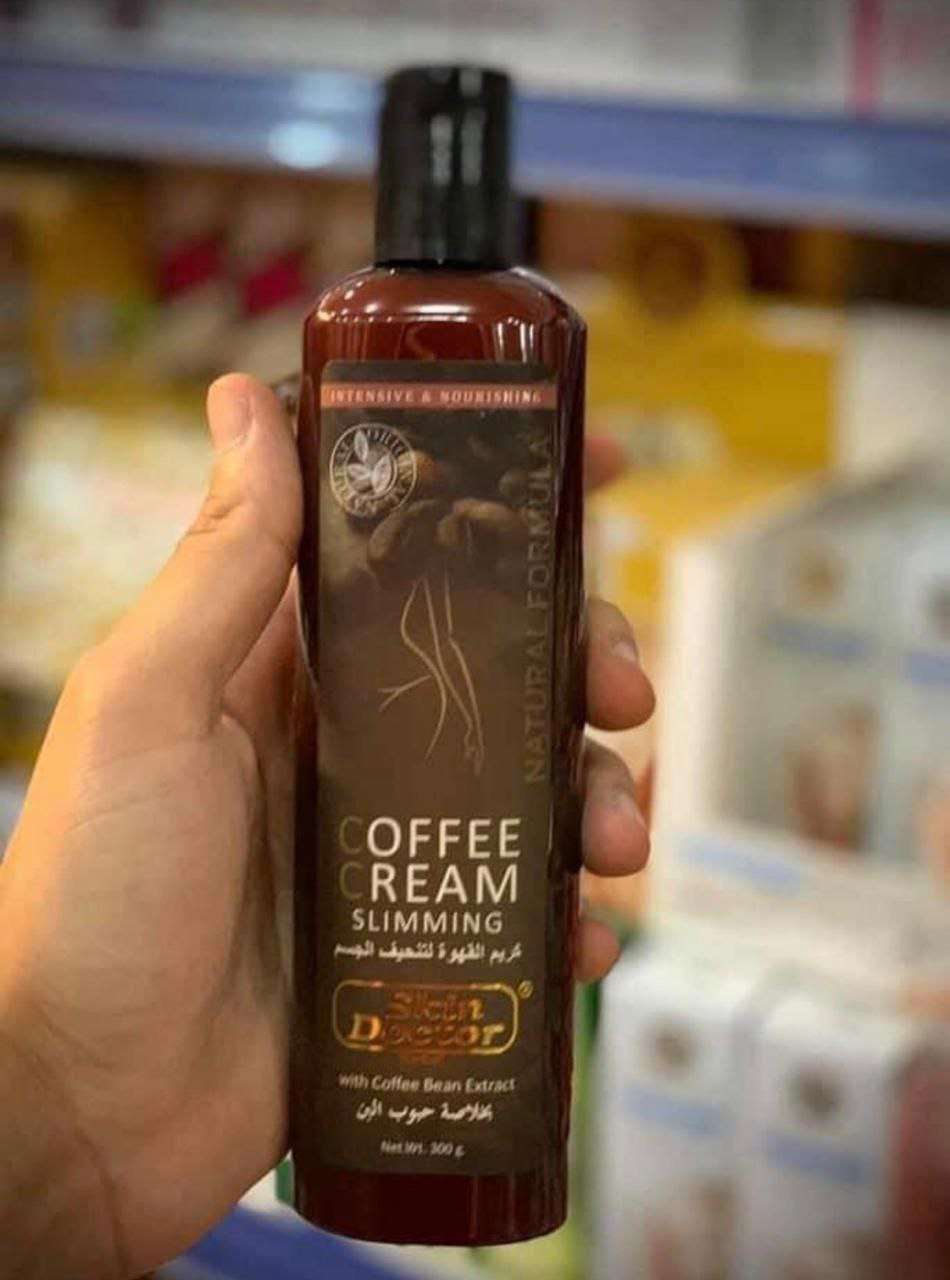 INTENSIVE & NOURISHING
NATURAL FORMULA
COFFEE
CREAM
SLIMMING
كريم القهوة لتنحيف الجسم
Skin
Doctor
®
with Coffee Bean Extract
بخلاصة حبوب البن
Net.Wt. 300 g